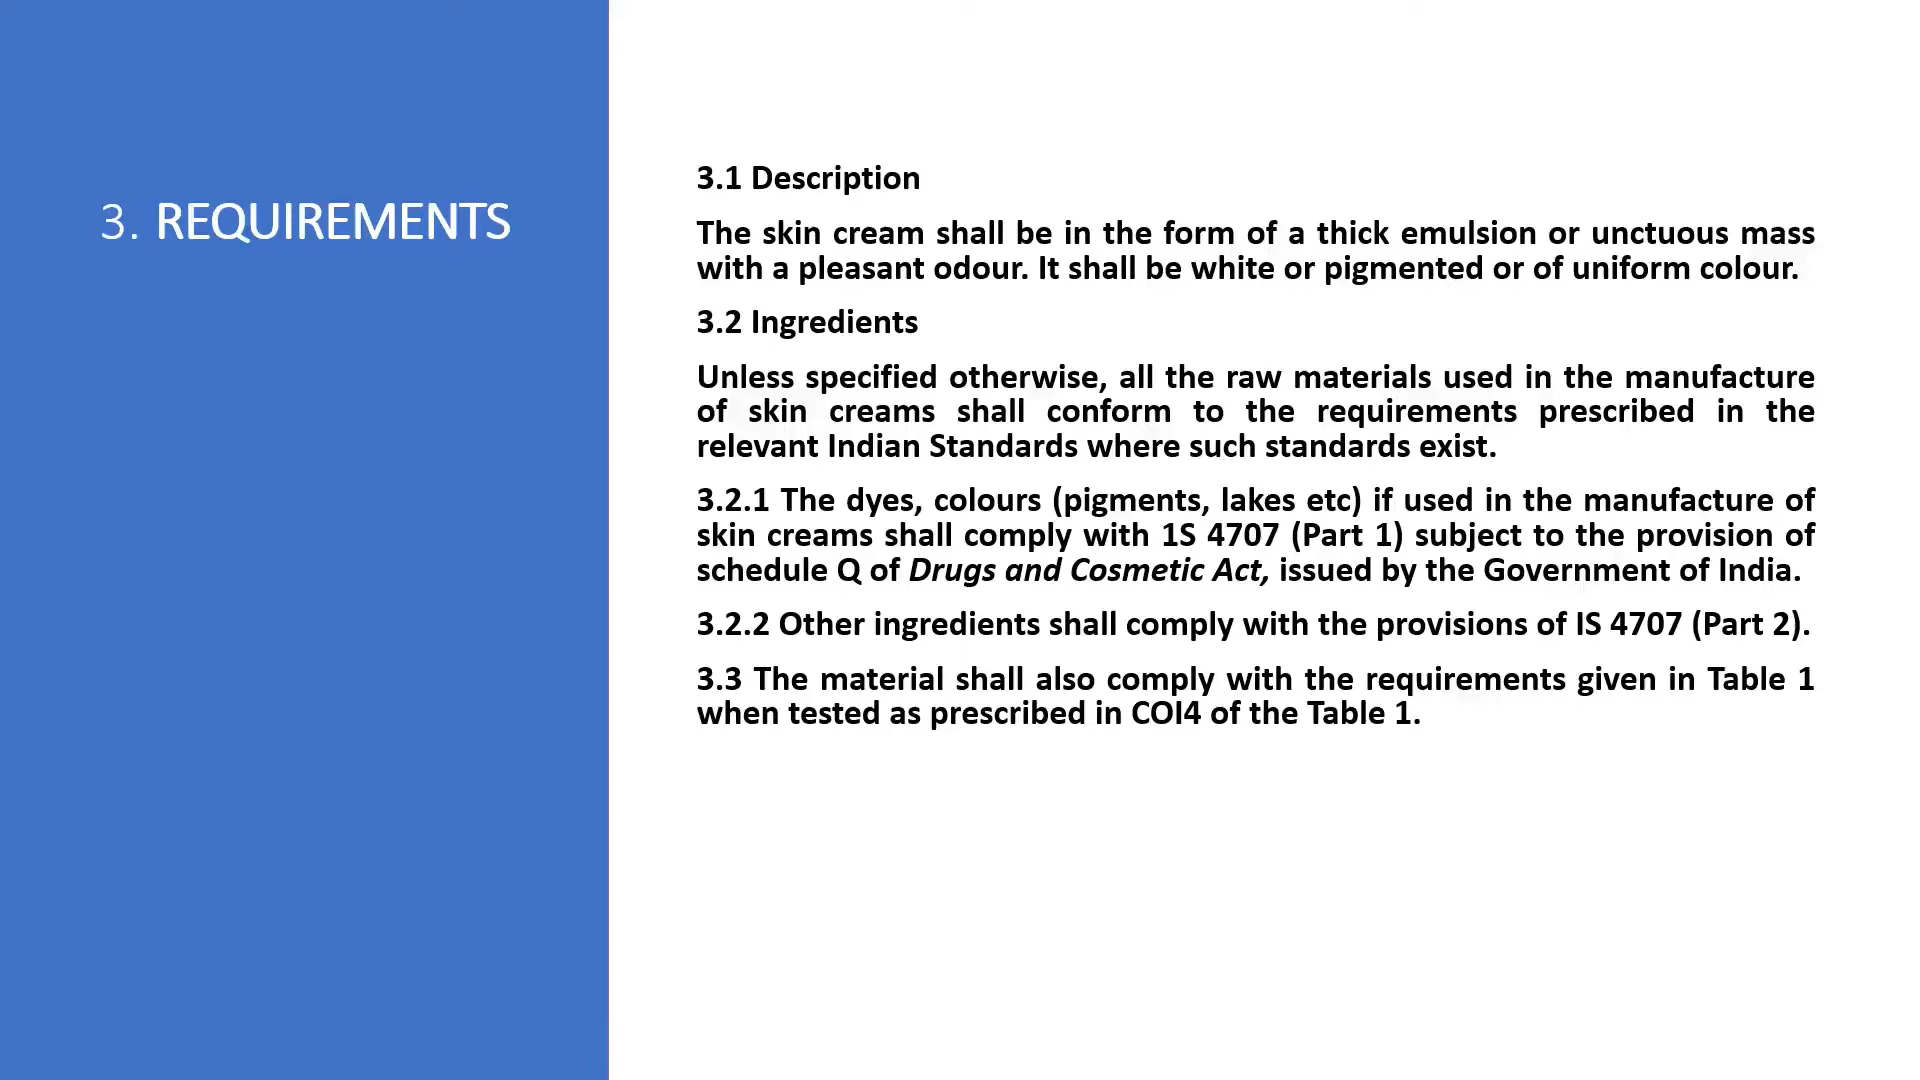 3. REQUIREMENTS
3.1 Description
The skin cream shall be in the form of a thick emulsion or unctuous mass
with a pleasant odour. It shall be white or pigmented or of uniform colour.
3.2 Ingredients
Unless specified otherwise, all the raw materials used in the manufacture
of skin creams shall conform to the requirements prescribed in the
relevant Indian Standards where such standards exist.
3.2.1 The dyes, colours (pigments, lakes etc) if used in the manufacture of
skin creams shall comply with 1S 4707 (Part 1) subject to the provision of
schedule Q of Drugs and Cosmetic Act, issued by the Government of India.
3.2.2 Other ingredients shall comply with the provisions of IS 4707 (Part 2).
3.3 The material shall also comply with the requirements given in Table 1
when tested as prescribed in COI4 of the Table 1.